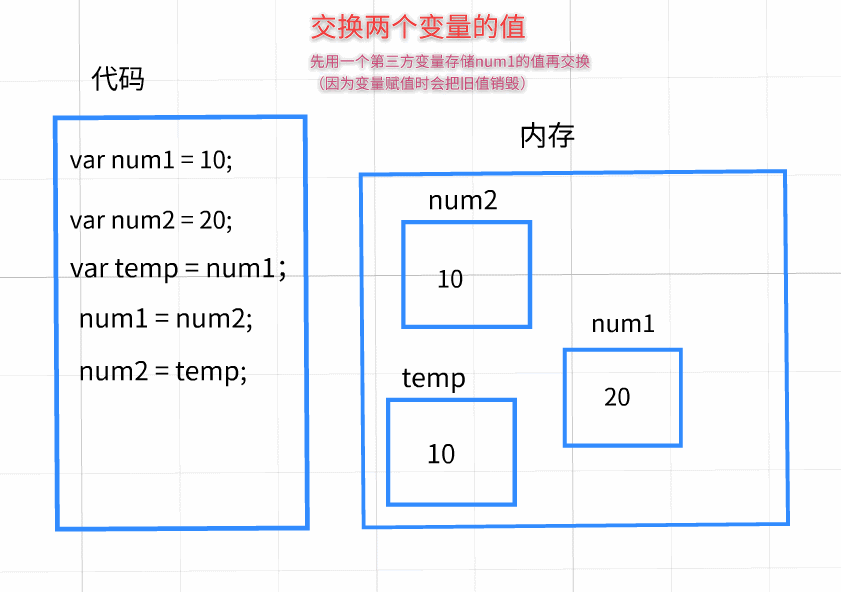 交换两个变量的值
先用一个第三方变量存储num1的值再交换
（因为变量赋值时会把旧值销毁）
代码
var num1 = 10;
var num2 = 20;
var temp = num1；
num1 = num2;
num2 = temp;
内存
num2
10
num1
20
temp
10